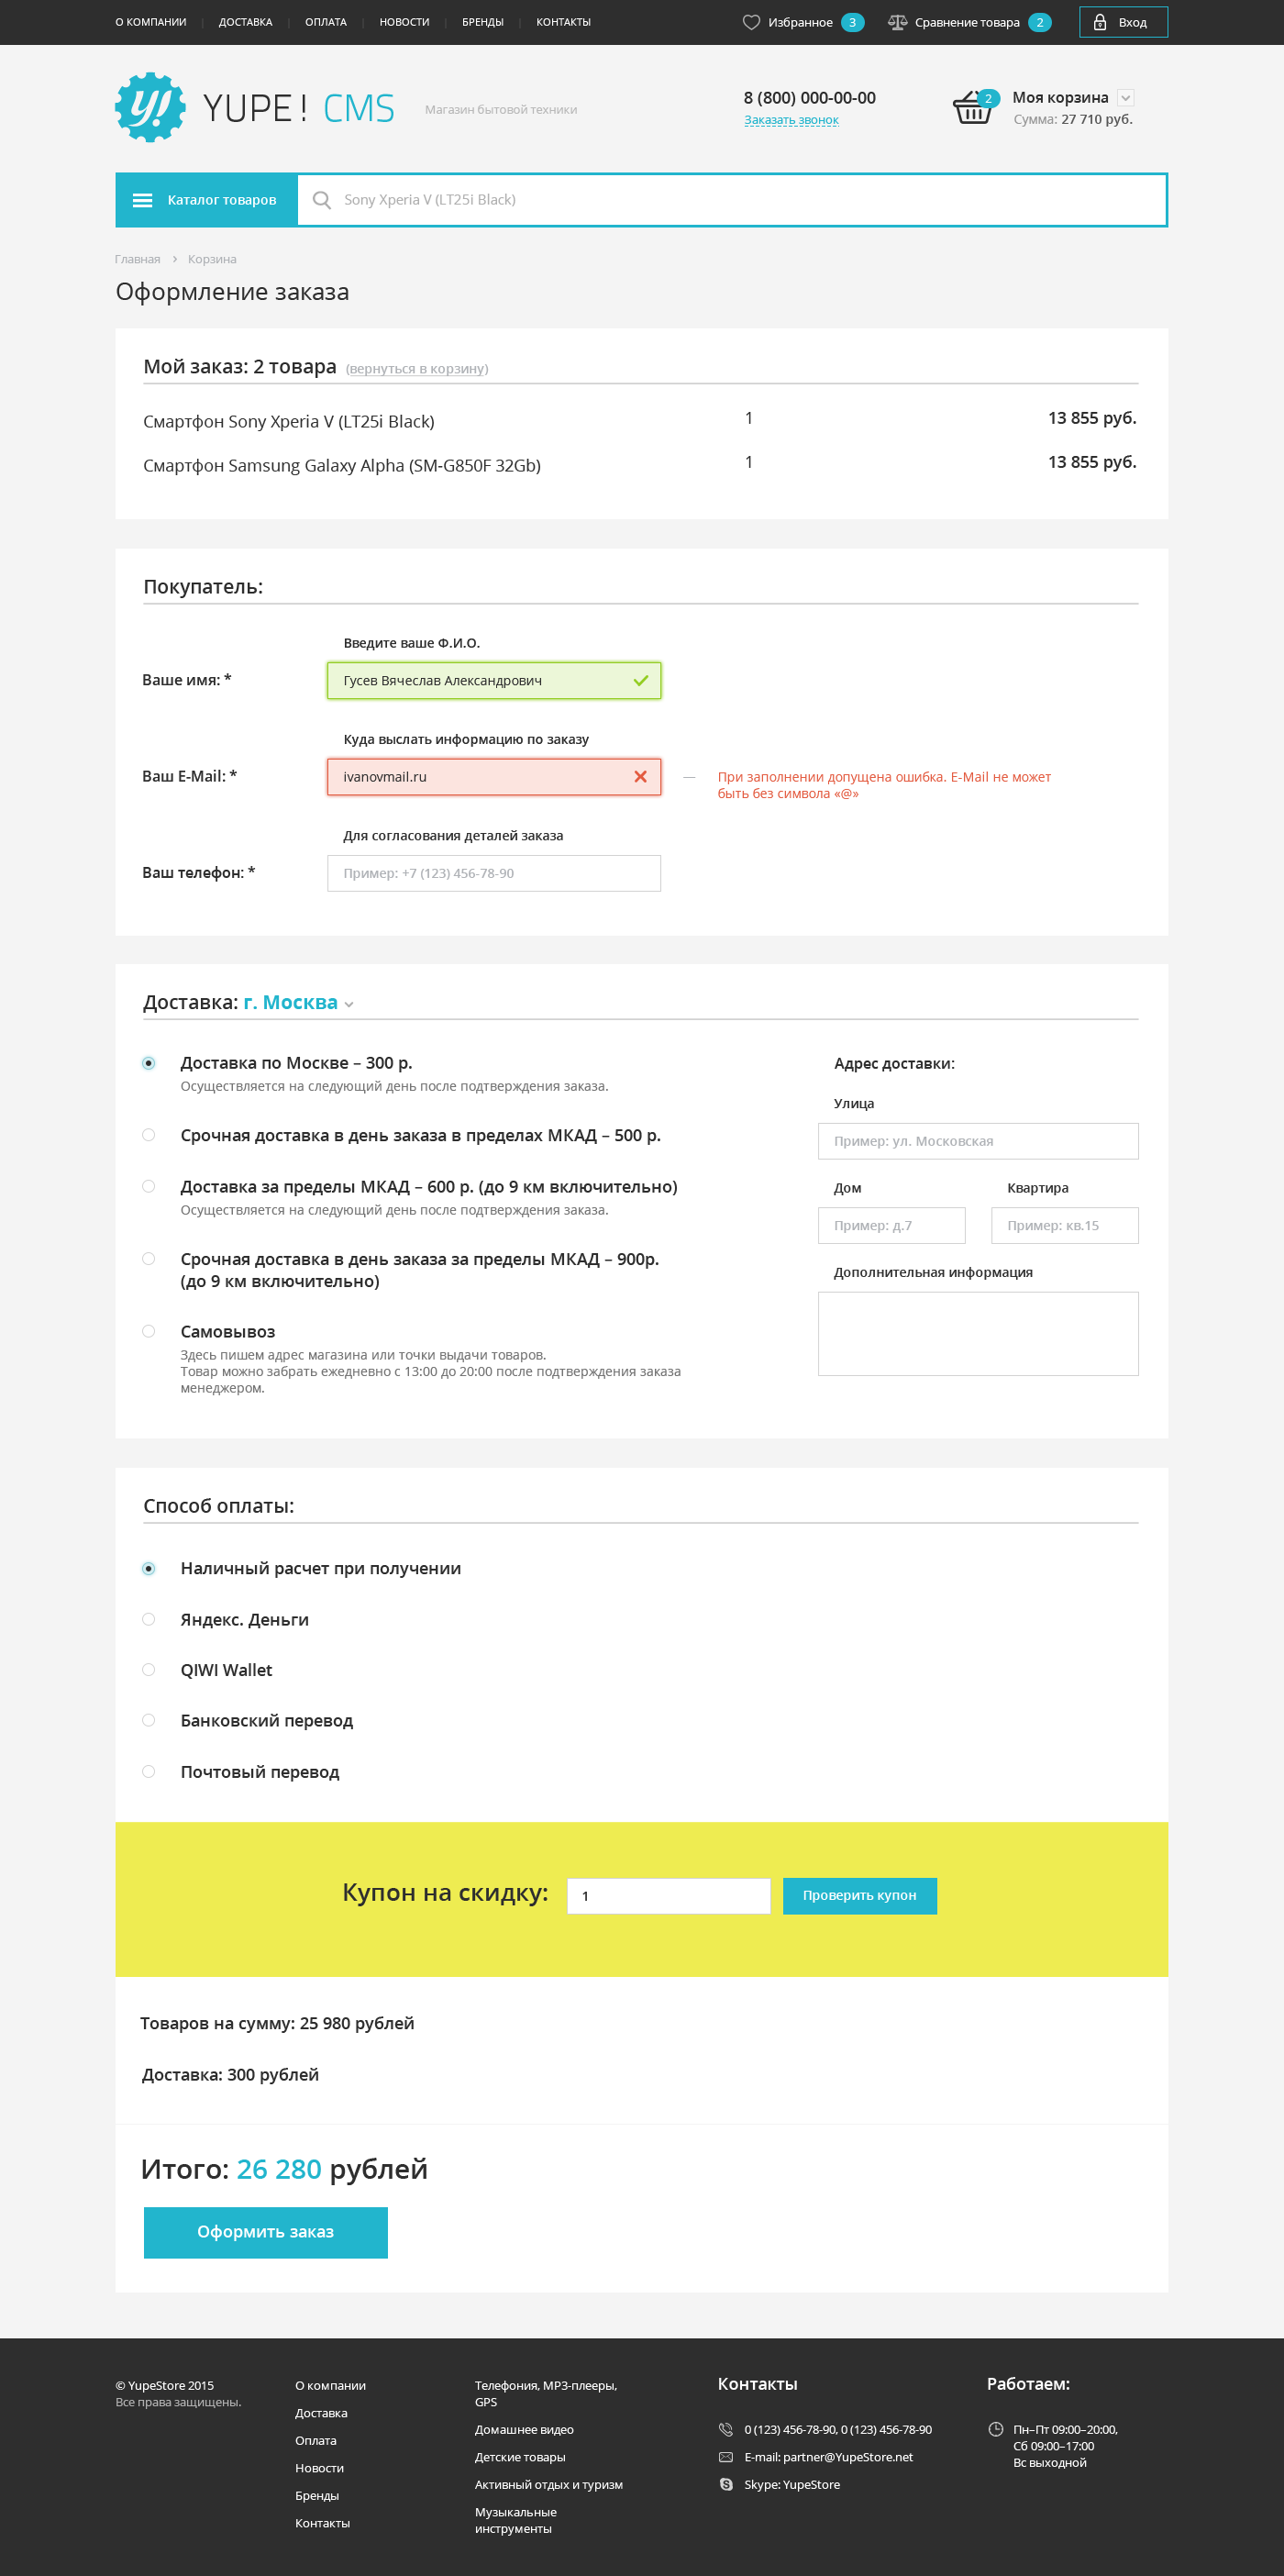 О КОМПАНИИ | ДОСТАВКА | ОПЛАТА | НОВОСТИ | БРЕНДЫ | КОНТАКТЫ
Избранное 3
Сравнение товара 2
Вход
y!
YUPE! CMS
Магазин бытовой техники
8 (800) 000-00-00
Заказать звонок
2
Моя корзина
Сумма: 27 710 руб.
Каталог товаров
Sony Xperia V (LT25i Black)
Главная › Корзина
Оформление заказа
Мой заказ: 2 товара (вернуться в корзину)
Смартфон Sony Xperia V (LT25i Black) 1 13 855 руб.
Смартфон Samsung Galaxy Alpha (SM-G850F 32Gb) 1 13 855 руб.
Покупатель:
Введите ваше Ф.И.О.
Ваше имя: * Гусев Вячеслав Александрович
Куда выслать информацию по заказу
Ваш E-Mail: * ivanovmail.ru
— При заполнении допущена ошибка. E-Mail не может
быть без символа «@»
Для согласования деталей заказа
Ваш телефон: * Пример: +7 (123) 456-78-90
Доставка: г. Москва
Доставка по Москве – 300 р.
Осуществляется на следующий день после подтверждения заказа.
Срочная доставка в день заказа в пределах МКАД – 500 р.
Доставка за пределы МКАД – 600 р. (до 9 км включительно)
Осуществляется на следующий день после подтверждения заказа.
Срочная доставка в день заказа за пределы МКАД – 900р.
(до 9 км включительно)
Самовывоз
Здесь пишем адрес магазина или точки выдачи товаров.
Товар можно забрать ежедневно с 13:00 до 20:00 после подтверждения заказа
менеджером.
Адрес доставки:
Улица
Пример: ул. Московская
Дом Квартира
Пример: д.7 Пример: кв.15
Дополнительная информация
Способ оплаты:
Наличный расчет при получении
Яндекс. Деньги
QIWI Wallet
Банковский перевод
Почтовый перевод
Купон на скидку: 1 Проверить купон
Товаров на сумму: 25 980 рублей
Доставка: 300 рублей
Итого: 26 280 рублей
Оформить заказ
© YupeStore 2015
Все права защищены.
О компании
Доставка
Оплата
Новости
Бренды
Контакты
Телефония, MP3-плееры,
GPS
Домашнее видео
Детские товары
Активный отдых и туризм
Музыкальные
инструменты
Контакты
0 (123) 456-78-90, 0 (123) 456-78-90
E-mail: partner@YupeStore.net
Skype: YupeStore
Работаем:
Пн–Пт 09:00–20:00,
Сб 09:00–17:00
Вс выходной